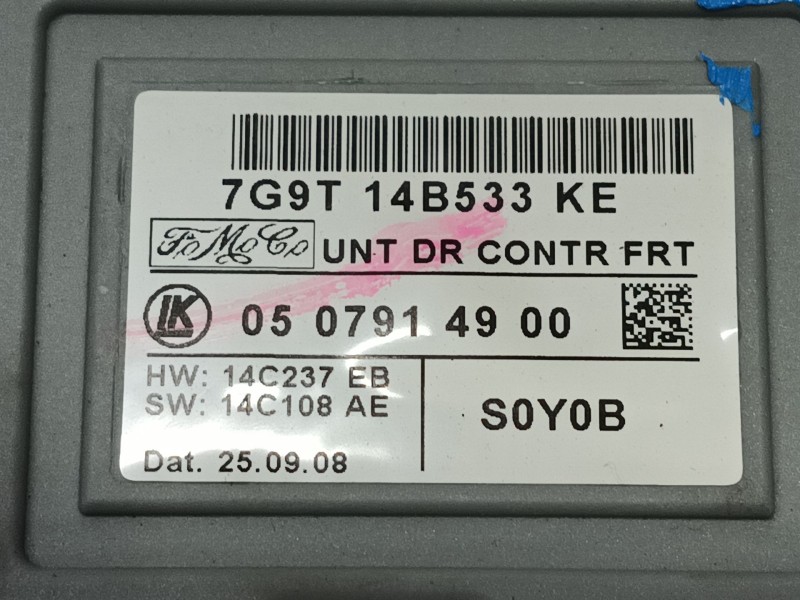 7G9T 14B533 KE
FoMoCo UNT DR CONTR FRT
LK 05 0791 49 00
HW: 14C237 EB
SW: 14C108 AE
S0Y0B
Dat. 25.09.08